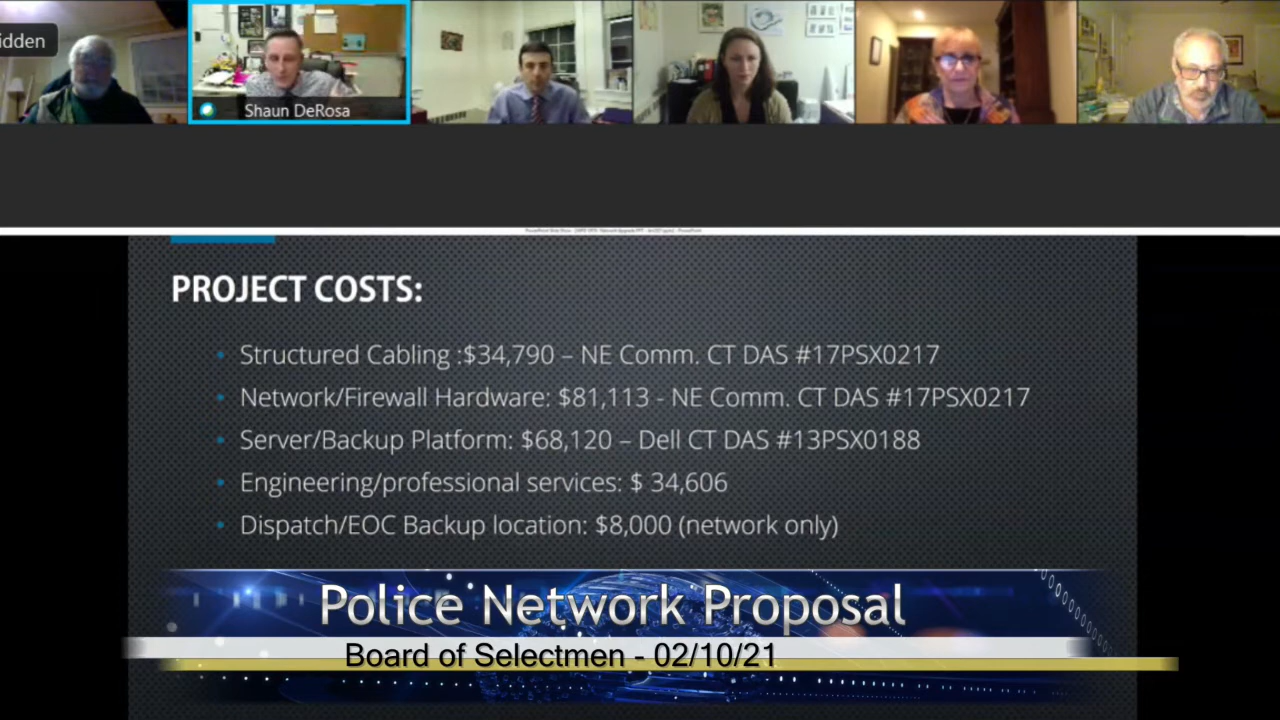 idden
Shaun DeRosa
PROJECT COSTS:
• Structured Cabling :$34,790 – NE Comm. CT DAS #17PSX0217
• Network/Firewall Hardware: $81,113 - NE Comm. CT DAS #17PSX0217
• Server/Backup Platform: $68,120 – Dell CT DAS #13PSX0188
• Engineering/professional services: $ 34,606
• Dispatch/EOC Backup location: $8,000 (network only)
Police Network Proposal
Board of Selectmen - 02/10/21